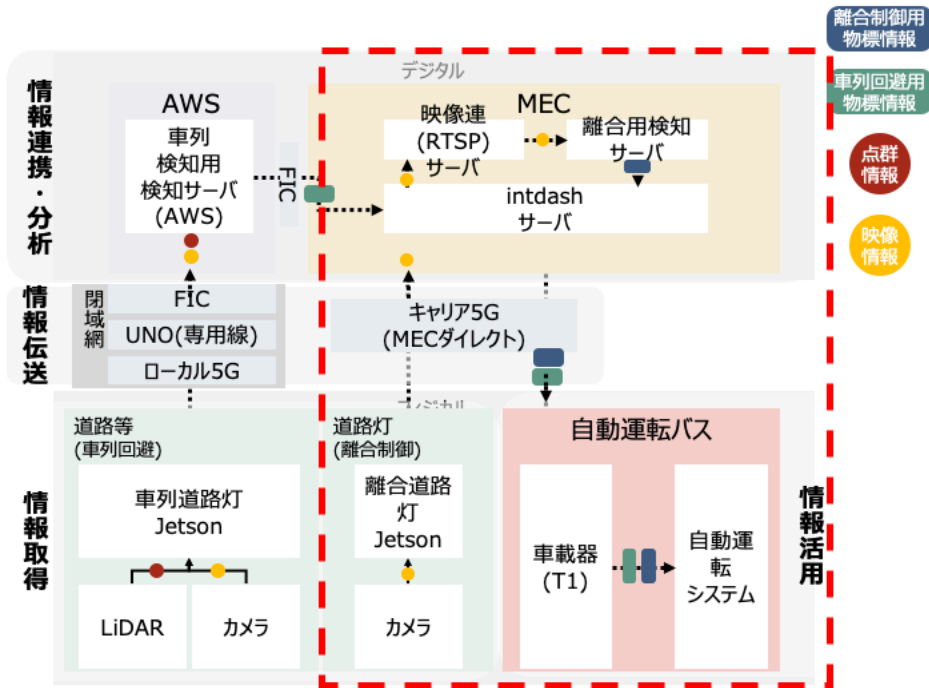 離合制御用
物標情報
車列回避用
物標情報
点群
情報
映像
情報
情報連携・分析
デジタル
AWS
車列
検知用
検知サーバ
(AWS)
FIC
MEC
映像連
(RTSP)
サーバ
離合用検知
サーバ
intdash
サーバ
情報伝送
閉域網
FIC
UNO(専用線)
ローカル5G
キャリア5G
(MECダイレクト)
フィジカル
情報取得
道路等
(車列回避)
車列道路灯
Jetson
LiDAR
カメラ
道路灯
(離合制御)
離合道路
灯
Jetson
カメラ
自動運転バス
車載器
(T1)
自動運
転
システム
情報活用